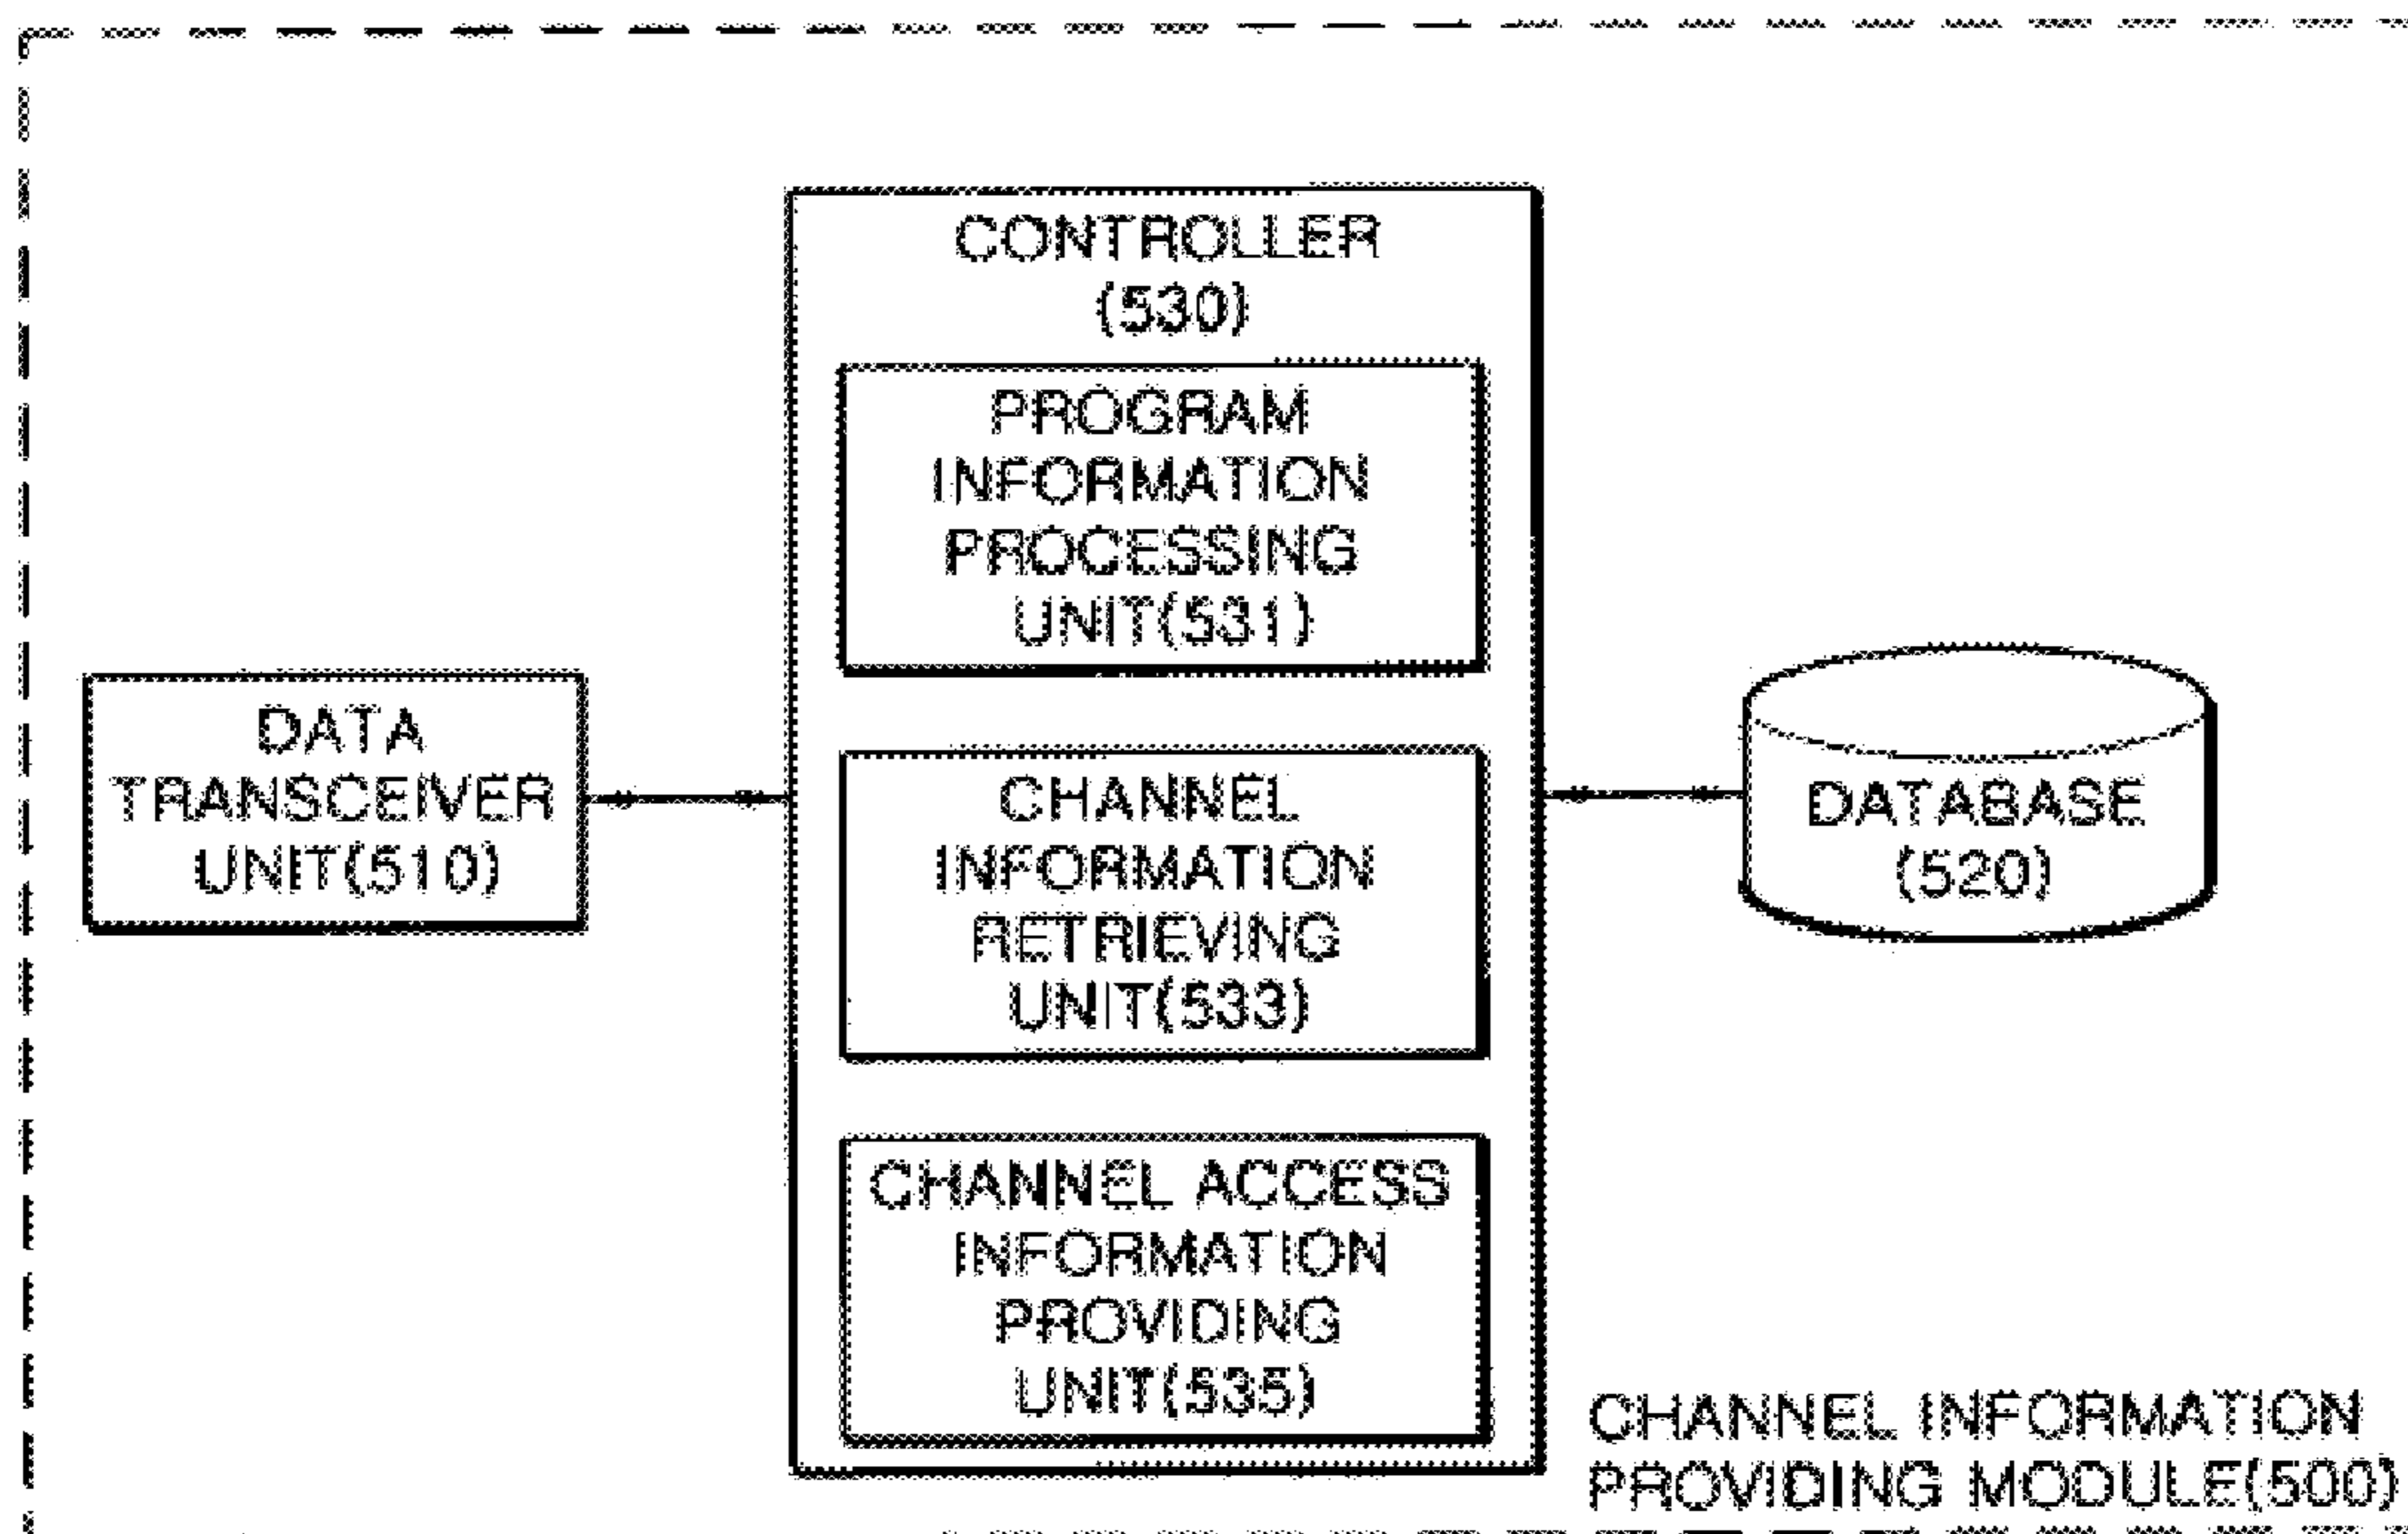 CONTROLLER
(530)
PROGRAM
INFORMATION
PROCESSING
UNIT(531)
DATA
TRANSCEIVER
UNIT(510)
CHANNEL
INFORMATION
RETRIEVING
UNIT(533)
DATABASE
(520)
CHANNEL ACCESS
INFORMATION
PROVIDING
UNIT(535)
CHANNEL INFORMATION
PROVIDING MODULE(500)